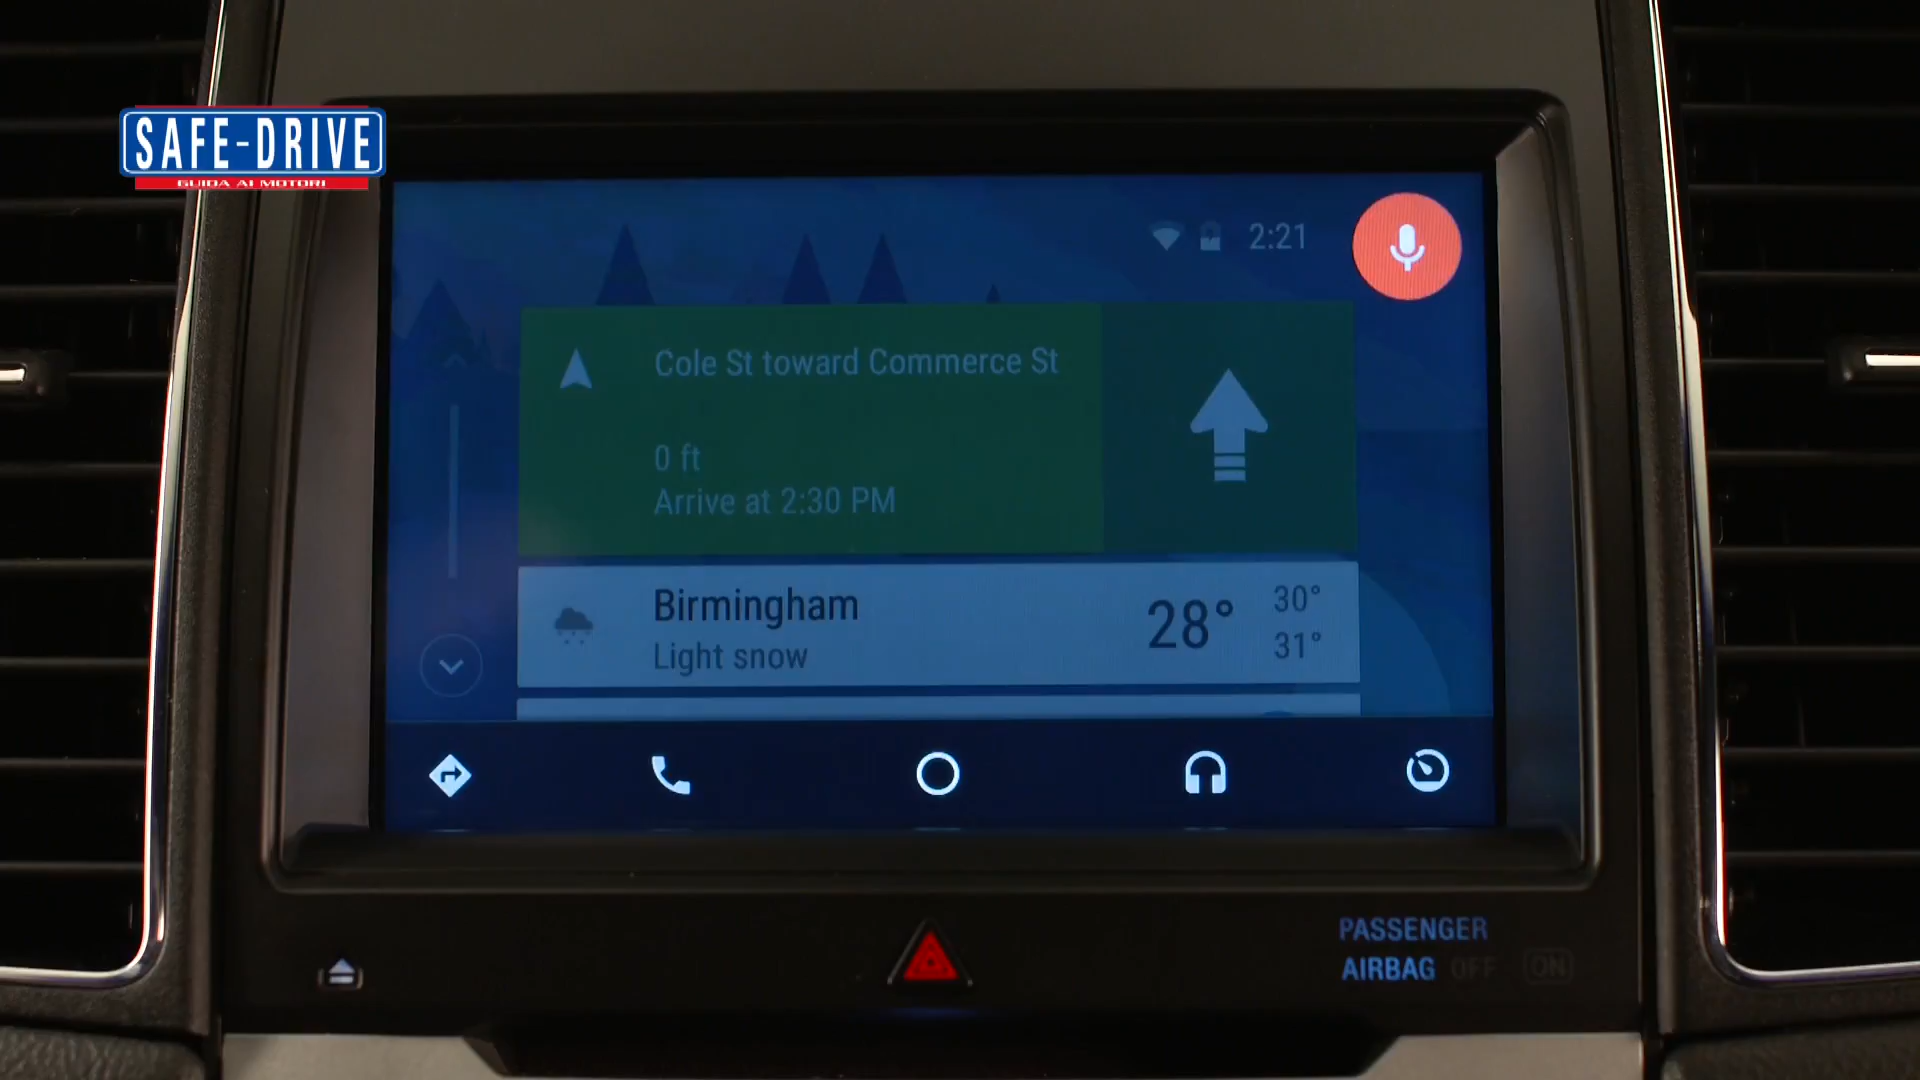 SAFE-DRIVE
GUIDA AI MOTORI
2:21
Cole St toward Commerce St
0 ft
Arrive at 2:30 PM
Birmingham
Light snow
28°
30°
31°
PASSENGER
AIRBAG OFF ON